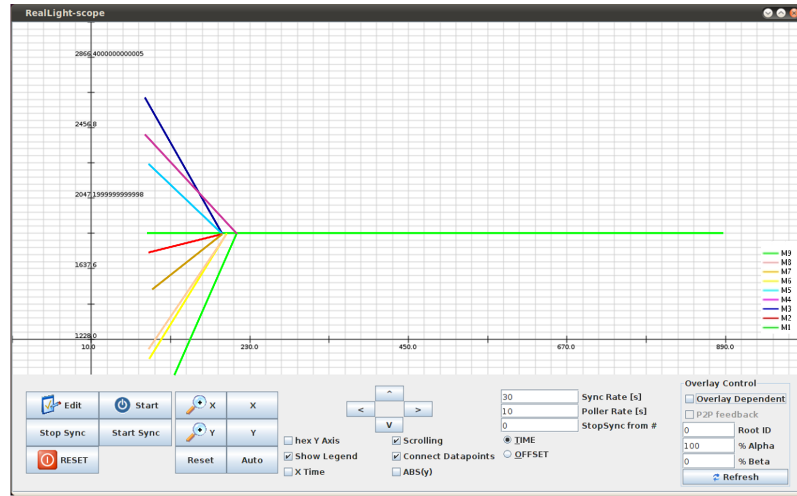 RealLight-scope
2866.4000000000005
2456.8
2047.1999999999998
1637.6
1228.0
10.0 230.0 450.0 670.0 890.0
M9
M8
M7
M6
M5
M4
M3
M2
M1
Edit Start X X
Stop Sync Start Sync Y Y
RESET Reset Auto
^
< >
V
hex Y Axis Scrolling
Show Legend Connect Datapoints
X Time ABS(y)
30 Sync Rate [s]
10 Poller Rate [s]
0 StopSync from #
TIME
OFFSET
Overlay Control
Overlay Dependent
P2P feedback
0 Root ID
100 % Alpha
0 % Beta
Refresh